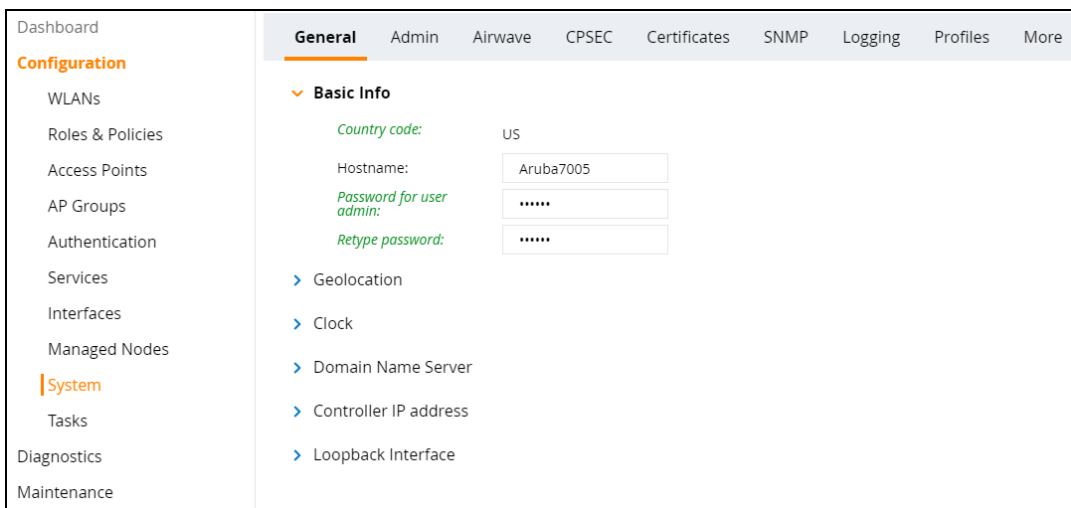 Dashboard
Configuration
WLANs
Roles & Policies
Access Points
AP Groups
Authentication
Services
Interfaces
Managed Nodes
System
Tasks
Diagnostics
Maintenance
General Admin Airwave CPSEC Certificates SNMP Logging Profiles More
Basic Info
Country code: US
Hostname: Aruba7005
Password for user
admin: ••••••
Retype password: ••••••
Geolocation
Clock
Domain Name Server
Controller IP address
Loopback Interface